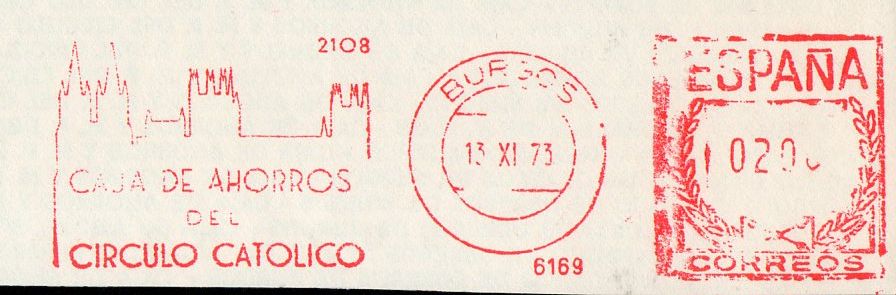 2108
CAJA DE AHORROS
DEL
CIRCULO CATOLICO
BURGOS
13 XI 73
6169
ESPAÑA
CORREOS